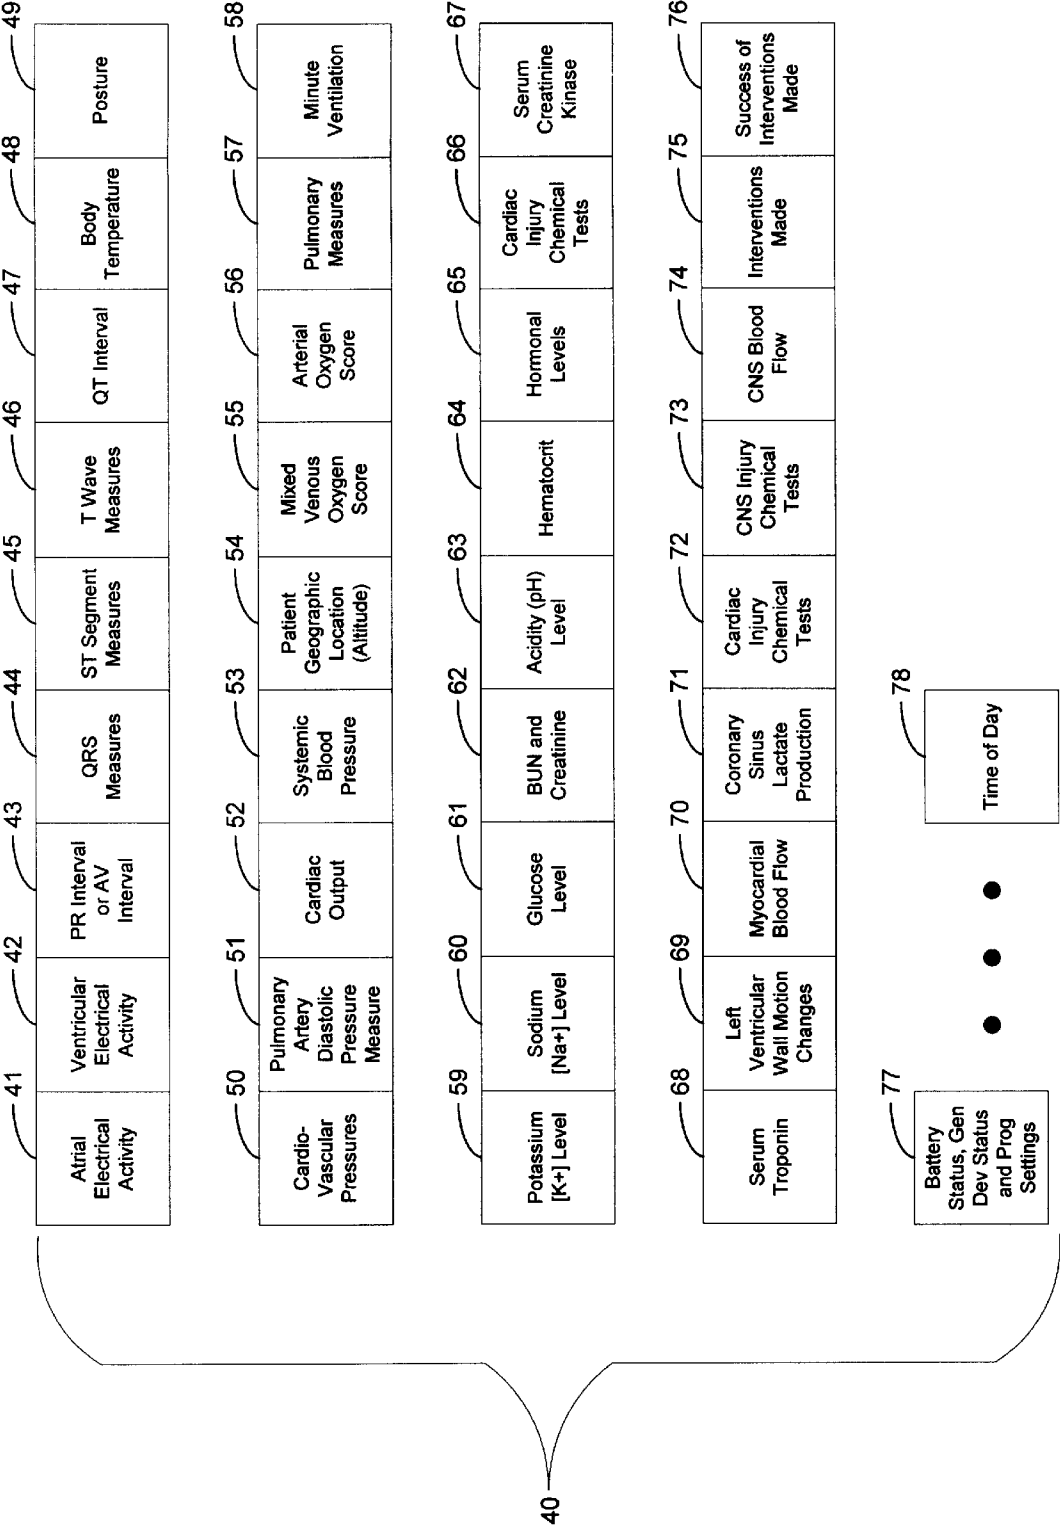 40
41
Atrial
Electrical
Activity
42
Ventricular
Electrical
Activity
43
PR Interval
or AV
Interval
44
QRS
Measures
45
ST Segment
Measures
46
T Wave
Measures
47
QT Interval
48
Body
Temperature
49
Posture
50
Cardio-
Vascular
Pressures
51
Pulmonary
Artery
Diastolic
Pressure
Measure
52
Cardiac
Output
53
Systemic
Blood
Pressure
54
Patient
Geographic
Location
(Altitude)
55
Mixed
Venous
Oxygen
Score
56
Arterial
Oxygen
Score
57
Pulmonary
Measures
58
Minute
Ventilation
59
Potassium
[K+] Level
60
Sodium
[Na+] Level
61
Glucose
Level
62
BUN and
Creatinine
63
Acidity (pH)
Level
64
Hematocrit
65
Hormonal
Levels
66
Cardiac
Injury
Chemical
Tests
67
Serum
Creatinine
Kinase
68
Serum
Troponin
69
Left
Ventricular
Wall Motion
Changes
70
Myocardial
Blood Flow
71
Coronary
Sinus
Lactate
Production
72
Cardiac
Injury
Chemical
Tests
73
CNS Injury
Chemical
Tests
74
CNS Blood
Flow
75
Interventions
Made
76
Success of
Interventions
Made
77
Battery
Status, Gen
Dev Status
and Prog
Settings
78
Time of Day